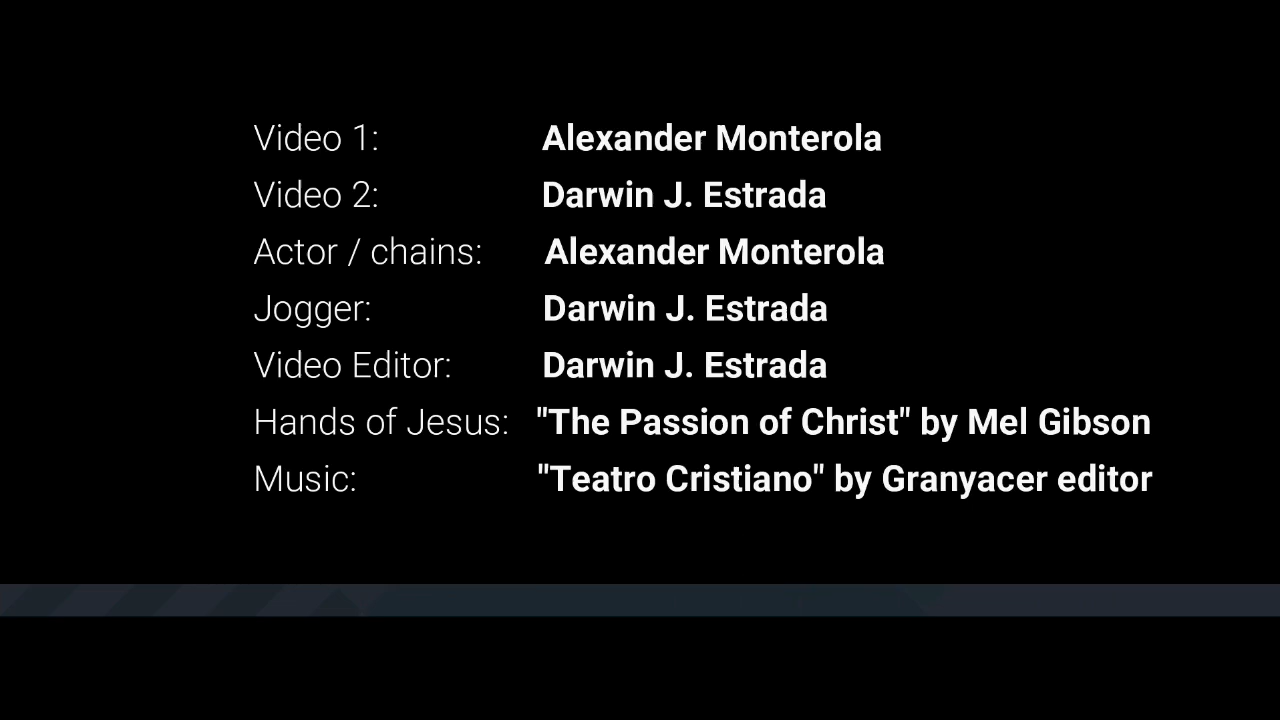 Video 1: Alexander Monterola
Video 2: Darwin J. Estrada
Actor / chains: Alexander Monterola
Jogger: Darwin J. Estrada
Video Editor: Darwin J. Estrada
Hands of Jesus: "The Passion of Christ" by Mel Gibson
Music: "Teatro Cristiano" by Granyacer editor